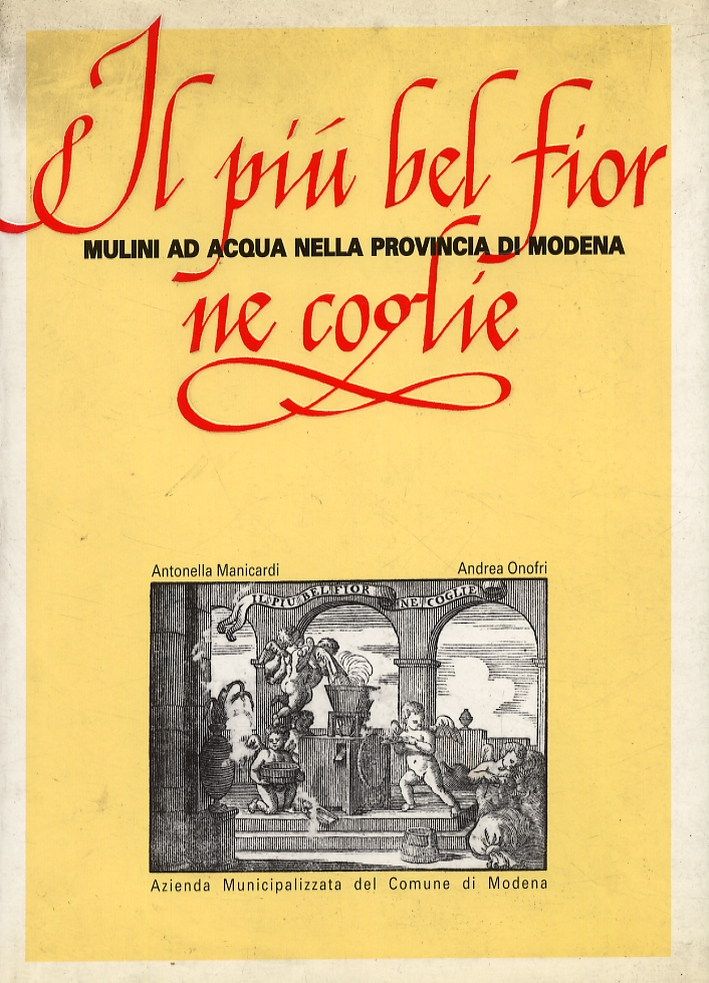 Il piú bel fior
MULINI AD ACQUA NELLA PROVINCIA DI MODENA
ne coglie
Antonella Manicardi
Andrea Onofri
IL PIU BEL FIOR NE COGLIE
Azienda Municipalizzata del Comune di Modena